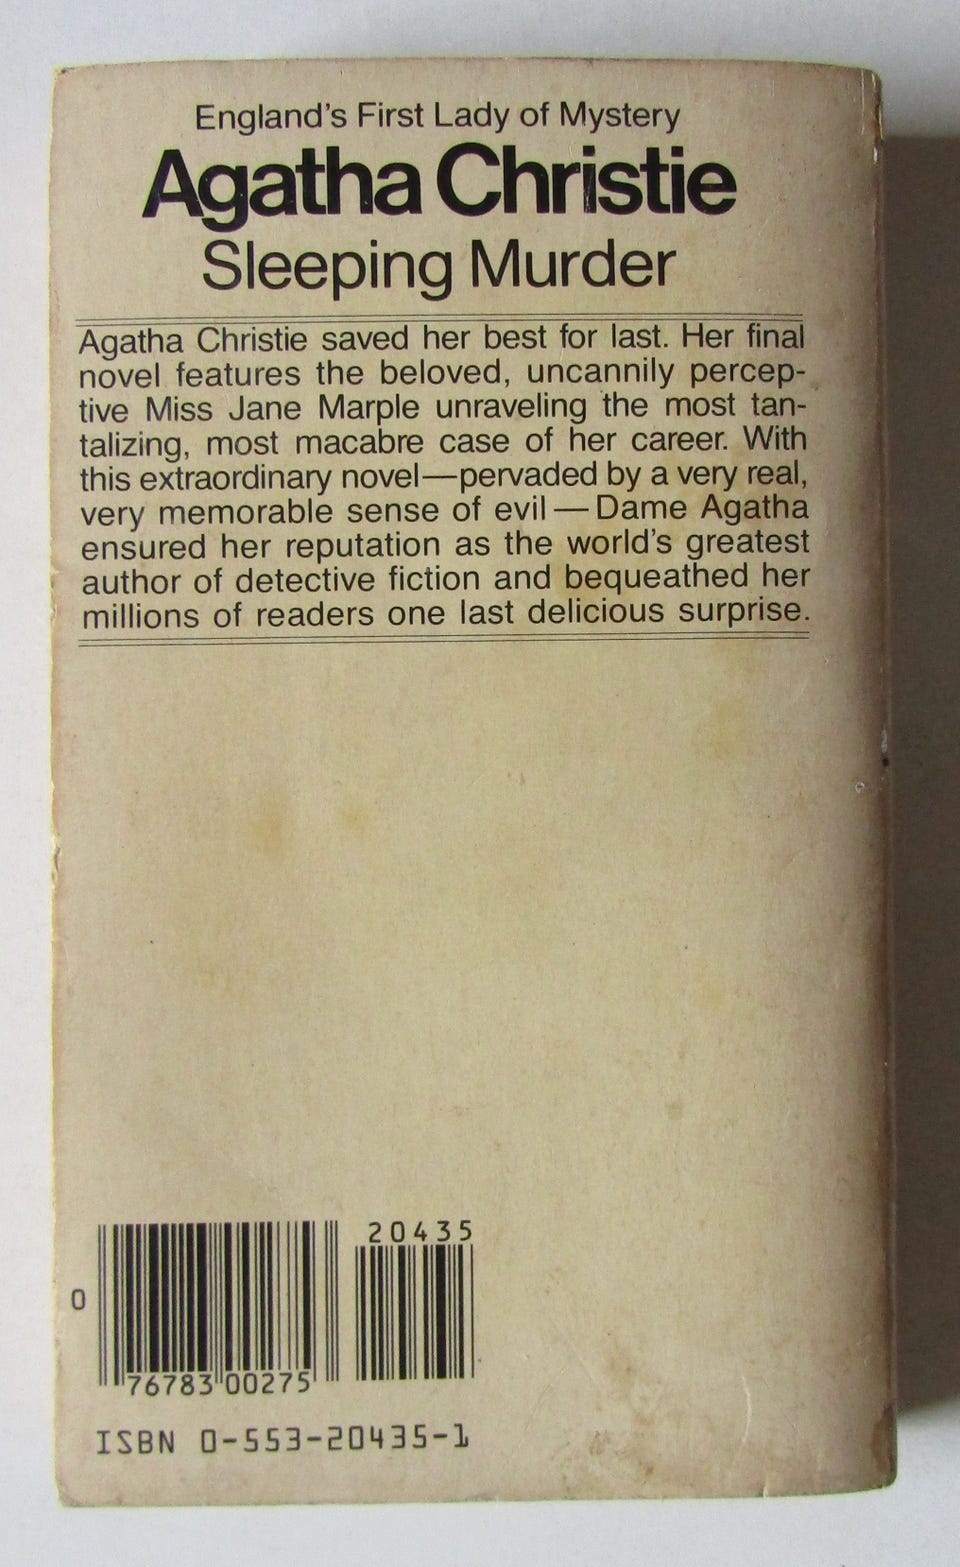 England's First Lady of Mystery
Agatha Christie
Sleeping Murder
Agatha Christie saved her best for last. Her final
novel features the beloved, uncannily percep-
tive Miss Jane Marple unraveling the most tan-
talizing, most macabre case of her career. With
this extraordinary novel—pervaded by a very real,
very memorable sense of evil—Dame Agatha
ensured her reputation as the world's greatest
author of detective fiction and bequeathed her
millions of readers one last delicious surprise.
20435
0
76783 00275
ISBN 0-553-20435-1